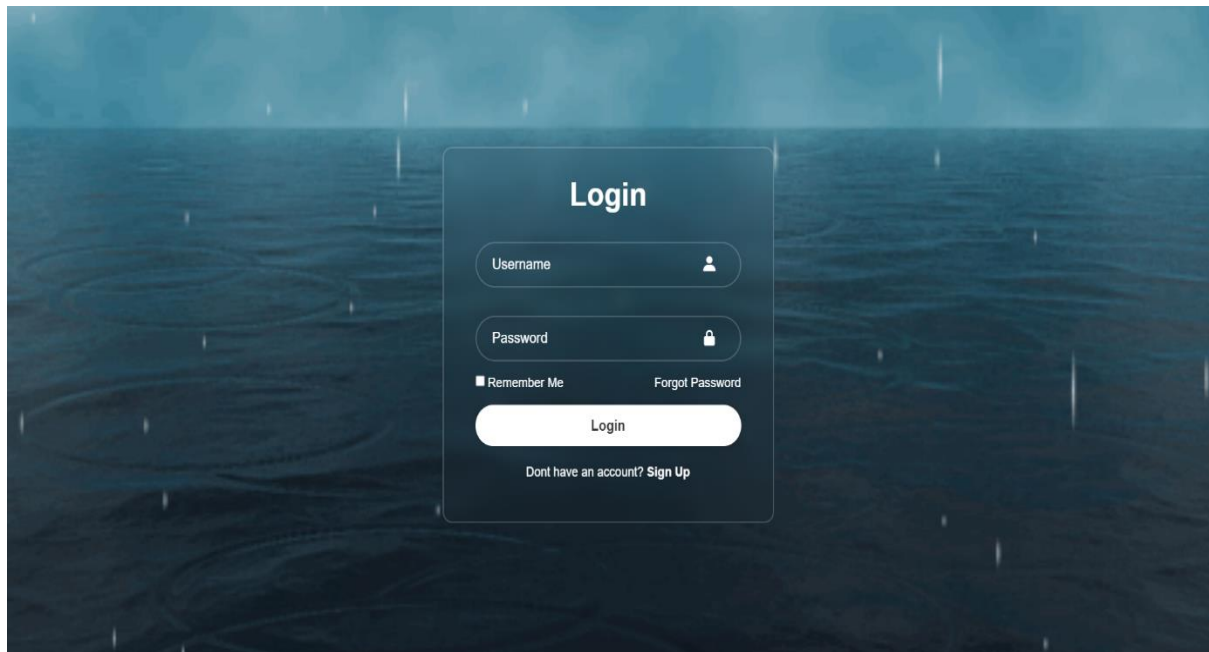 Login
Username
Password
Remember Me Forgot Password
Login
Dont have an account? Sign Up